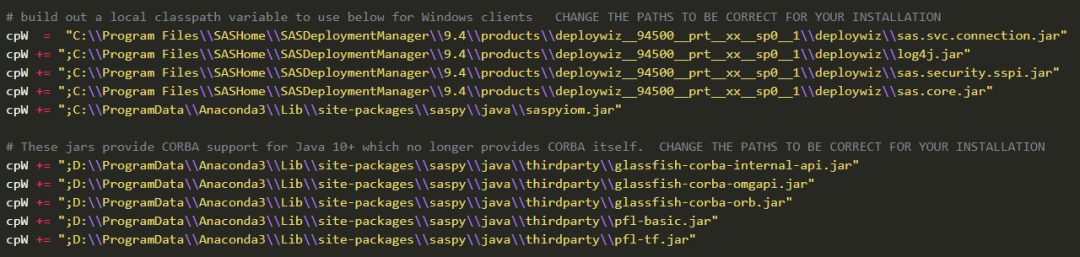 # build out a local classpath variable to use below for Windows clients   CHANGE THE PATHS TO BE CORRECT FOR YOUR INSTALLATION
cpW  =  "C:\\Program Files\\SASHome\\SASDeploymentManager\\9.4\\products\\deploywiz__94500__prt__xx__sp0__1\\deploywiz\\sas.svc.connection.jar"
cpW += ";C:\\Program Files\\SASHome\\SASDeploymentManager\\9.4\\products\\deploywiz__94500__prt__xx__sp0__1\\deploywiz\\log4j.jar"
cpW += ";C:\\Program Files\\SASHome\\SASDeploymentManager\\9.4\\products\\deploywiz__94500__prt__xx__sp0__1\\deploywiz\\sas.security.sspi.jar"
cpW += ";C:\\Program Files\\SASHome\\SASDeploymentManager\\9.4\\products\\deploywiz__94500__prt__xx__sp0__1\\deploywiz\\sas.core.jar"
cpW += ";C:\\ProgramData\\Anaconda3\\Lib\\site-packages\\saspy\\java\\saspyiom.jar"

# These jars provide CORBA support for Java 10+ which no longer provides CORBA itself.  CHANGE THE PATHS TO BE CORRECT FOR YOUR INSTALLATION
cpW += ";D:\\ProgramData\\Anaconda3\\Lib\\site-packages\\saspy\\java\\thirdparty\\glassfish-corba-internal-api.jar"
cpW += ";D:\\ProgramData\\Anaconda3\\Lib\\site-packages\\saspy\\java\\thirdparty\\glassfish-corba-omgapi.jar"
cpW += ";D:\\ProgramData\\Anaconda3\\Lib\\site-packages\\saspy\\java\\thirdparty\\glassfish-corba-orb.jar"
cpW += ";D:\\ProgramData\\Anaconda3\\Lib\\site-packages\\saspy\\java\\thirdparty\\pfl-basic.jar"
cpW += ";D:\\ProgramData\\Anaconda3\\Lib\\site-packages\\saspy\\java\\thirdparty\\pfl-tf.jar"